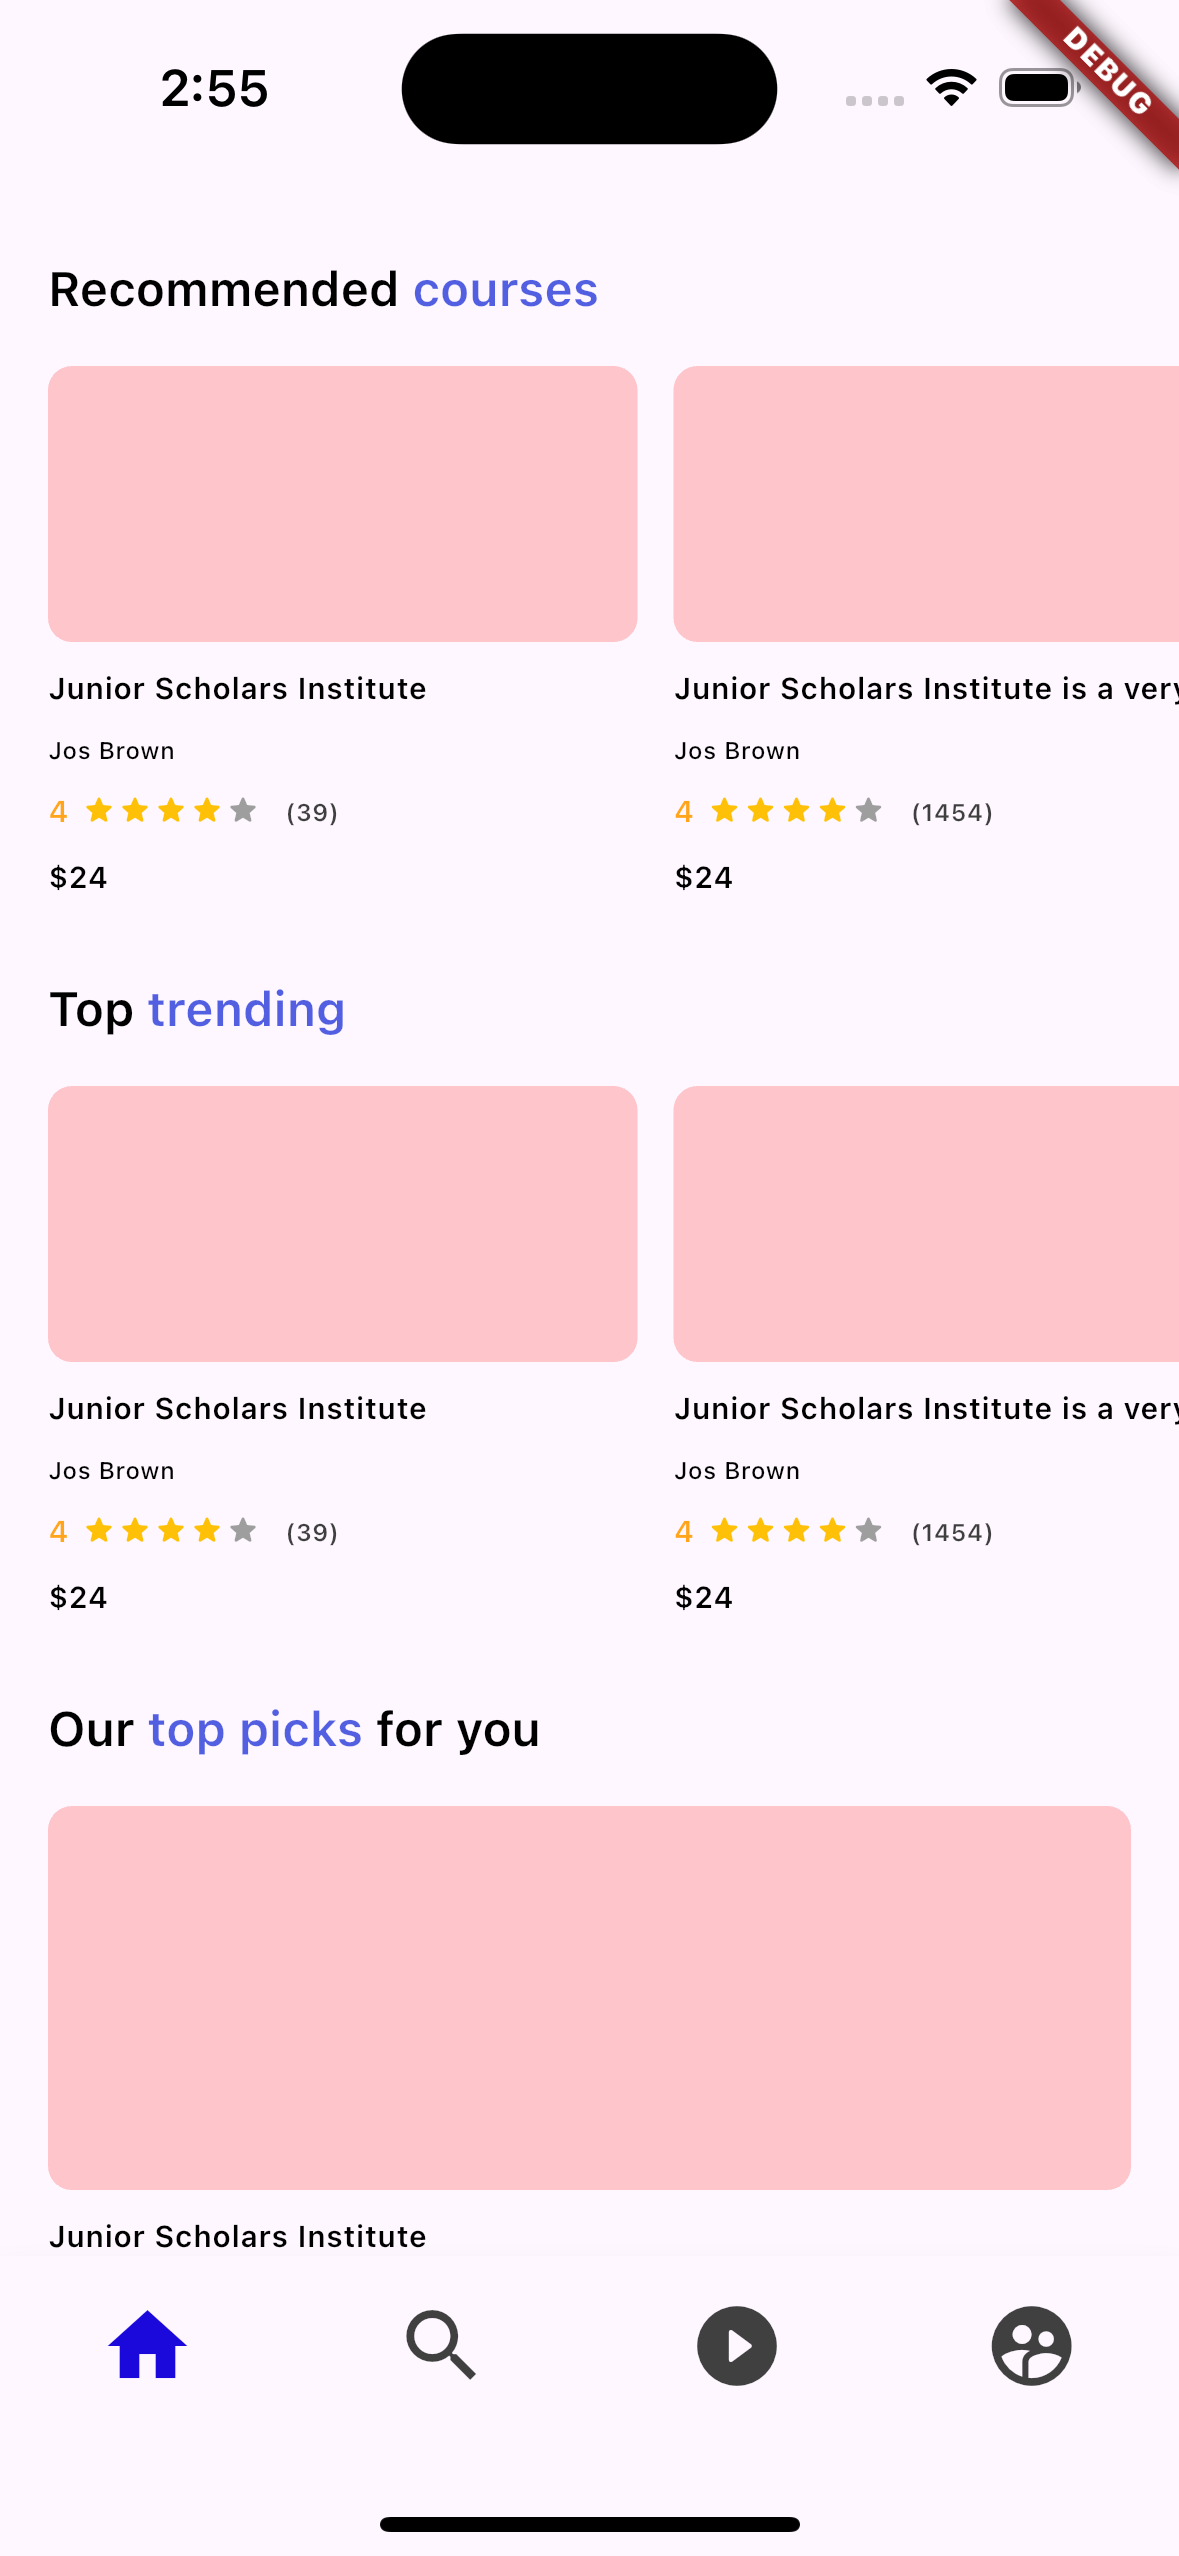 2:55
DEBUG
Recommended courses
Junior Scholars Institute
Jos Brown
4 (39)
$24
Junior Scholars Institute is a very
Jos Brown
4 (1454)
$24
Top trending
Junior Scholars Institute
Jos Brown
4 (39)
$24
Junior Scholars Institute is a very
Jos Brown
4 (1454)
$24
Our top picks for you
Junior Scholars Institute